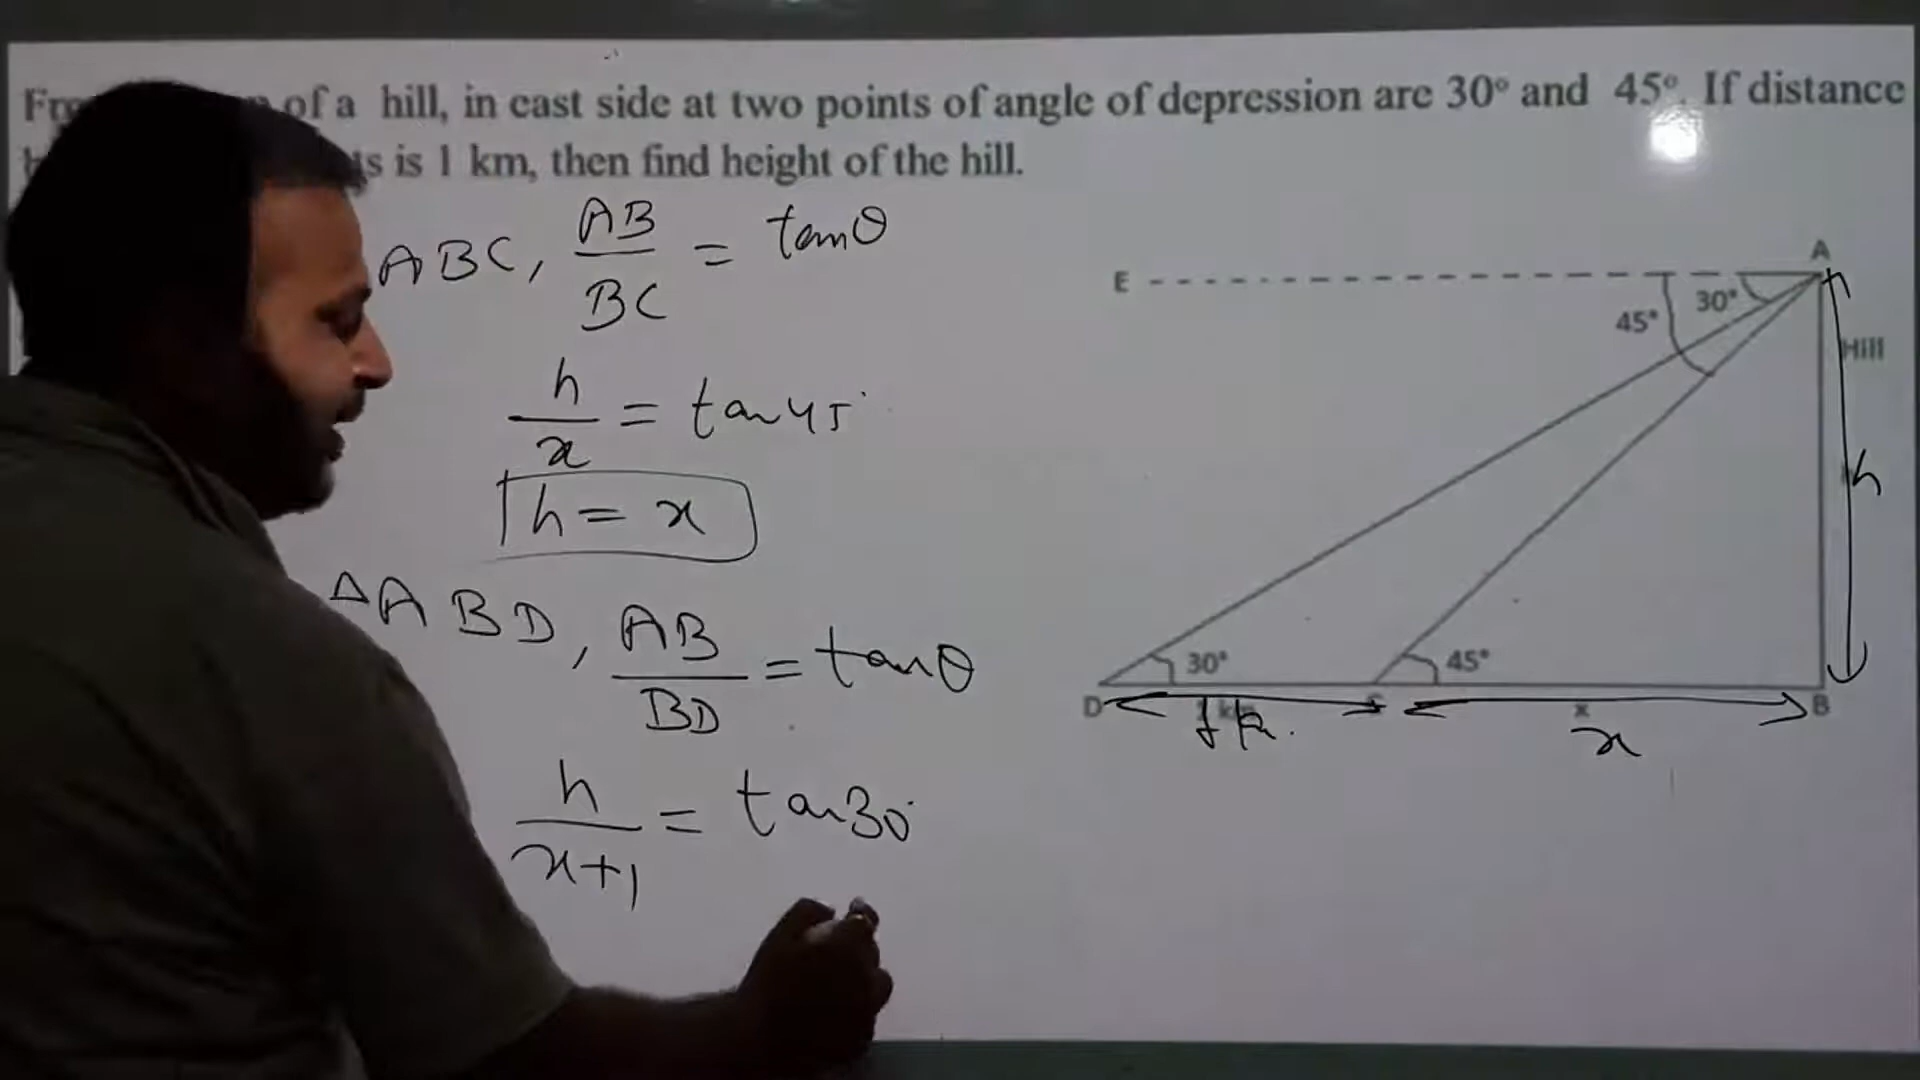 of a hill, in east side at two points of angle of depression are 30° and 45°. If distance
is 1 km, then find height of the hill.
ABC, AB/BC = tanθ
h/x = tan45°
h = x
ΔABD, AB/BD = tanθ
h/x+1 = tan30°
A
E
30°
45°
Hill
h
30°
45°
D
B
x
x